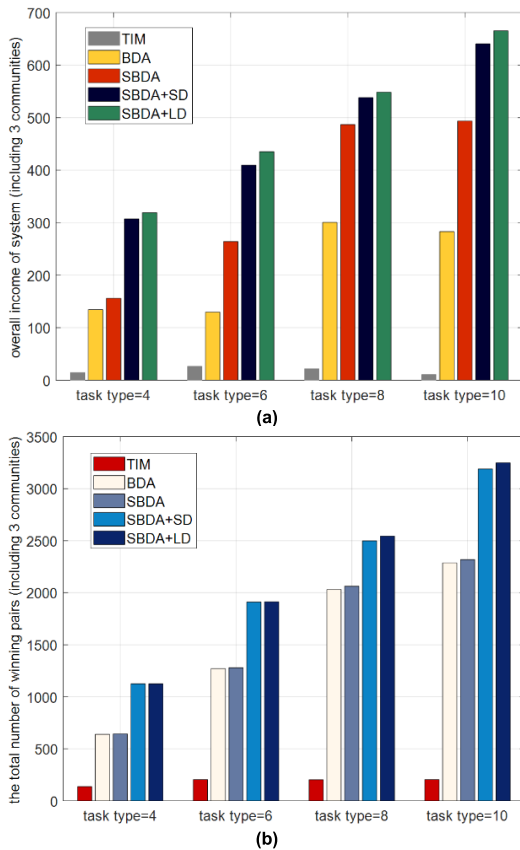 overall income of system (including 3 communities)
700
600
500
400
300
200
100
0
TIM
BDA
SBDA
SBDA+SD
SBDA+LD
task type=4 task type=6 task type=8 task type=10
(a)
the total number of winning pairs (including 3 communities)
3500
3000
2500
2000
1500
1000
500
0
TIM
BDA
SBDA
SBDA+SD
SBDA+LD
task type=4 task type=6 task type=8 task type=10
(b)